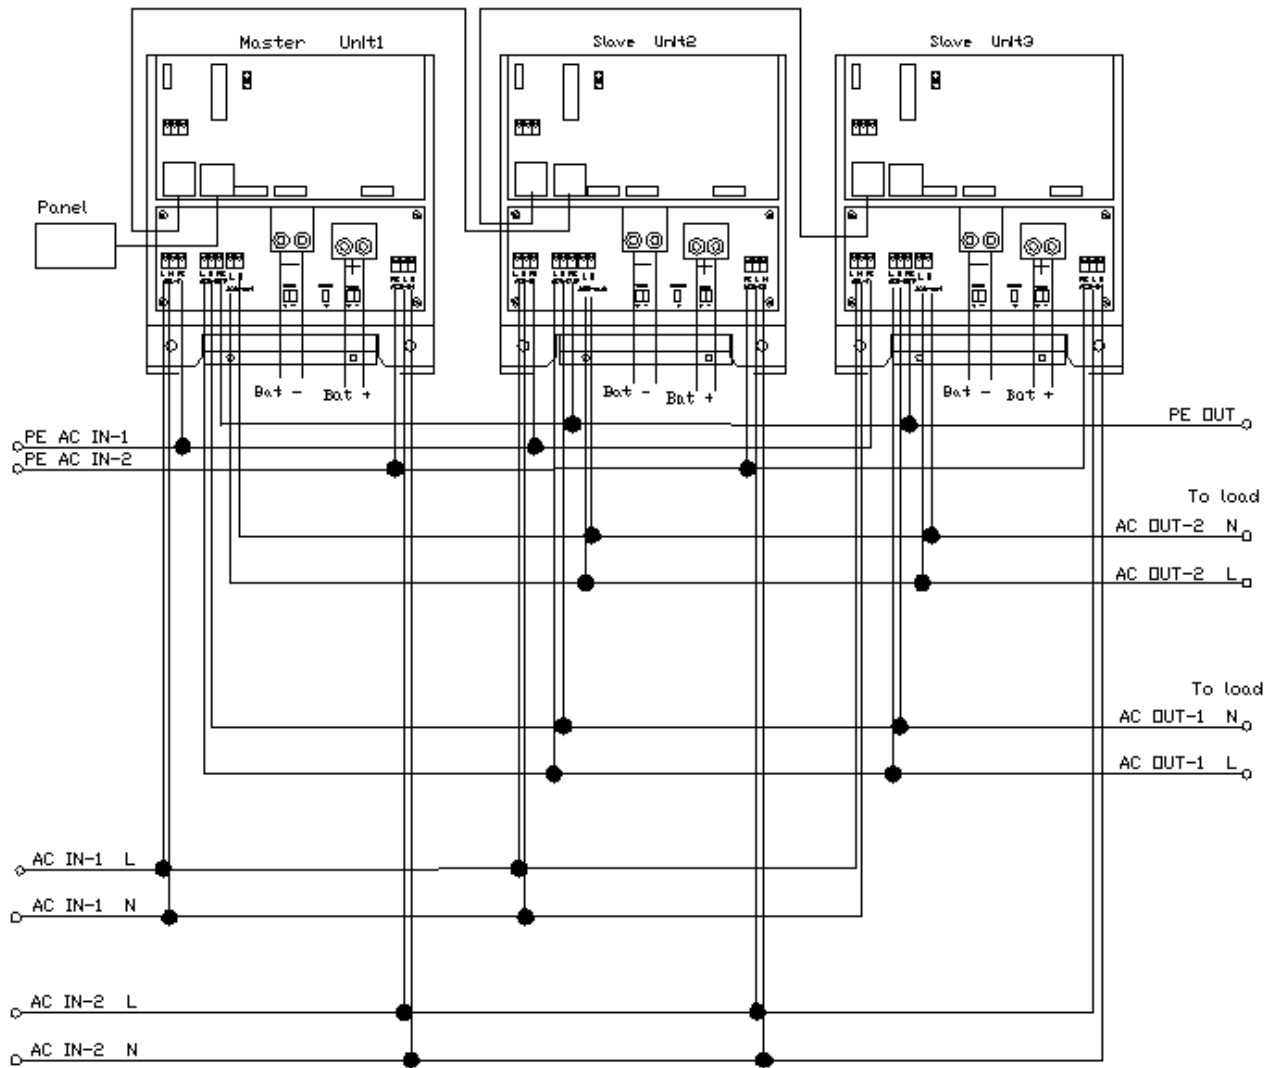 Master Unit1
Slave Unit2
Slave Unit3
Panel
Bat - Bat +
Bat - Bat +
Bat - Bat +
PE OUT
PE AC IN-1
PE AC IN-2
To load
AC OUT-2 N
AC OUT-2 L
To load
AC OUT-1 N
AC OUT-1 L
AC IN-1 L
AC IN-1 N
AC IN-2 L
AC IN-2 N